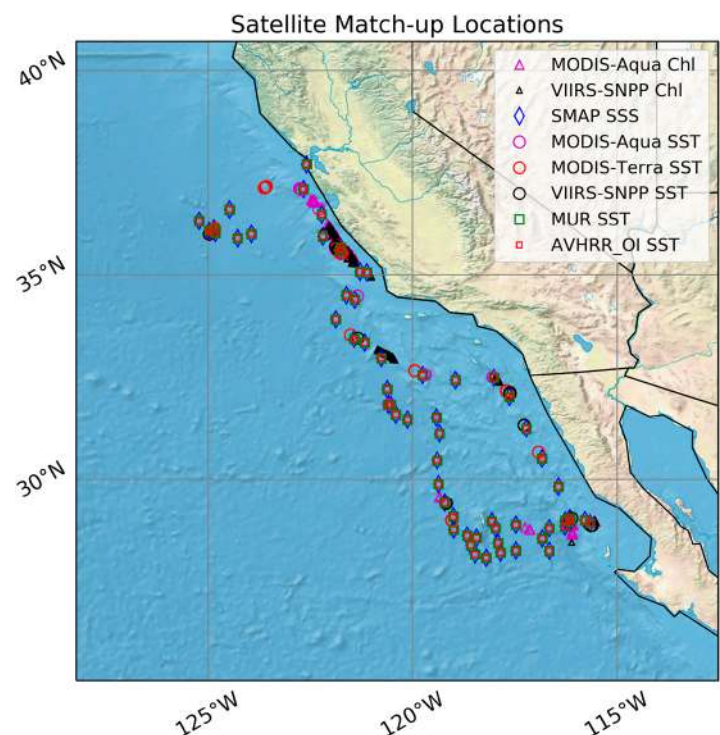 Satellite Match-up Locations
MODIS-Aqua Chl
VIIRS-SNPP Chl
SMAP SSS
MODIS-Aqua SST
MODIS-Terra SST
VIIRS-SNPP SST
MUR SST
AVHRR_OI SST
40°N
35°N
30°N
125°W
120°W
115°W